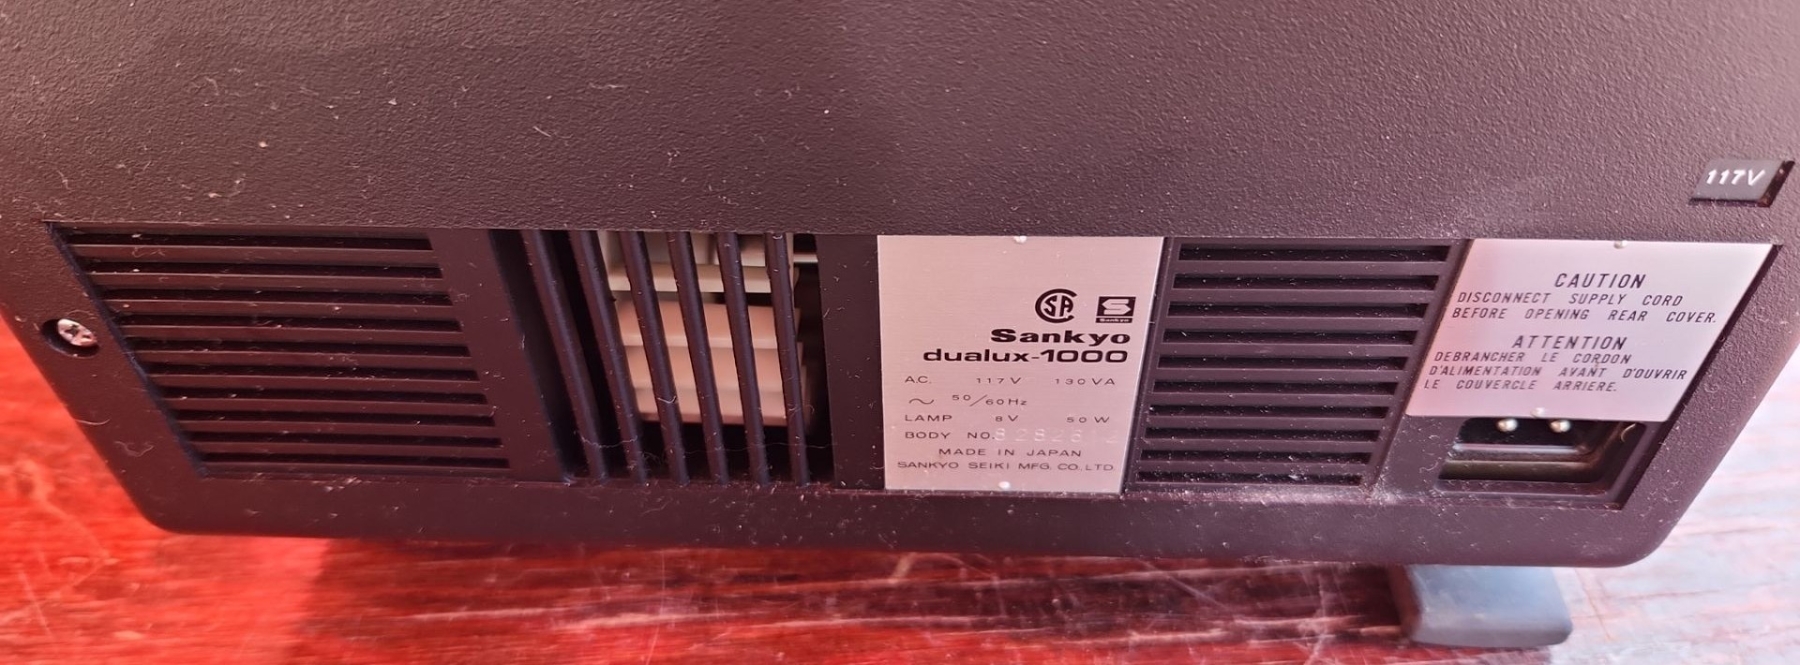 117V
SA
S
Sankyo
Sankyo
dualux-1000
A.C. 117V 130VA
~ 50/60Hz
LAMP 8V 50W
BODY NO.
MADE IN JAPAN
SANKYO SEIKI MFG. CO., LTD.
CAUTION
DISCONNECT SUPPLY CORD
BEFORE OPENING REAR COVER.
ATTENTION
DEBRANCHER LE CORDON
D'ALIMENTATION AVANT D'OUVRIR
LE COUVERCLE ARRIERE.